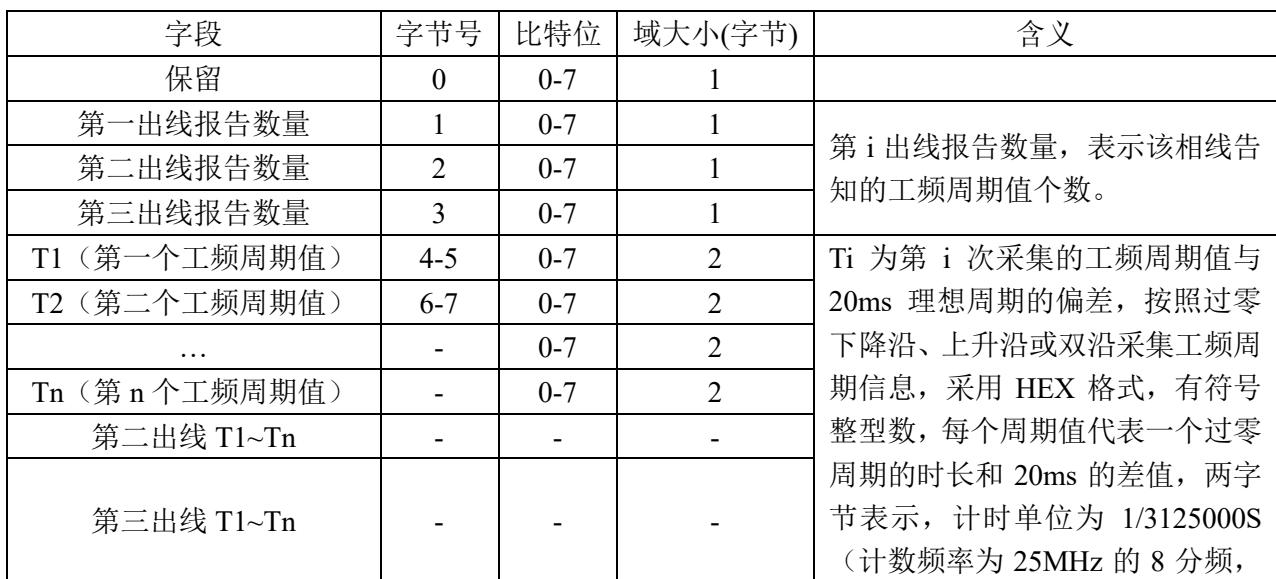 字段 字节号 比特位 域大小(字节) 含义
保留 0 0-7 1
第一出线报告数量 1 0-7 1
第二出线报告数量 2 0-7 1
第三出线报告数量 3 0-7 1
第 i 出线报告数量，表示该相线告
知的工频周期值个数。
T1（第一个工频周期值） 4-5 0-7 2
T2（第二个工频周期值） 6-7 0-7 2
… - 0-7 2
Tn（第 n 个工频周期值） - 0-7 2
第二出线 T1~Tn - - -
第三出线 T1~Tn - - -
Ti 为第 i 次采集的工频周期值与
20ms 理想周期的偏差，按照过零
下降沿、上升沿或双沿采集工频周
期信息，采用 HEX 格式，有符号
整型数，每个周期值代表一个过零
周期的时长和 20ms 的差值，两字
节表示，计时单位为 1/3125000S
（计数频率为 25MHz 的 8 分频，